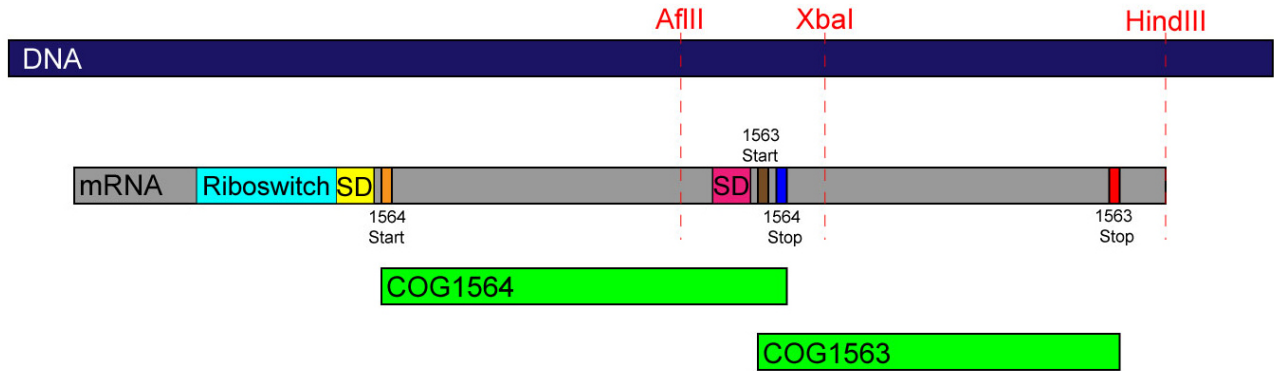 AflII
XbaI
HindIII
DNA
1563
Start
mRNA
Riboswitch
SD
SD
1564
Start
1564
Stop
1563
Stop
COG1564
COG1563